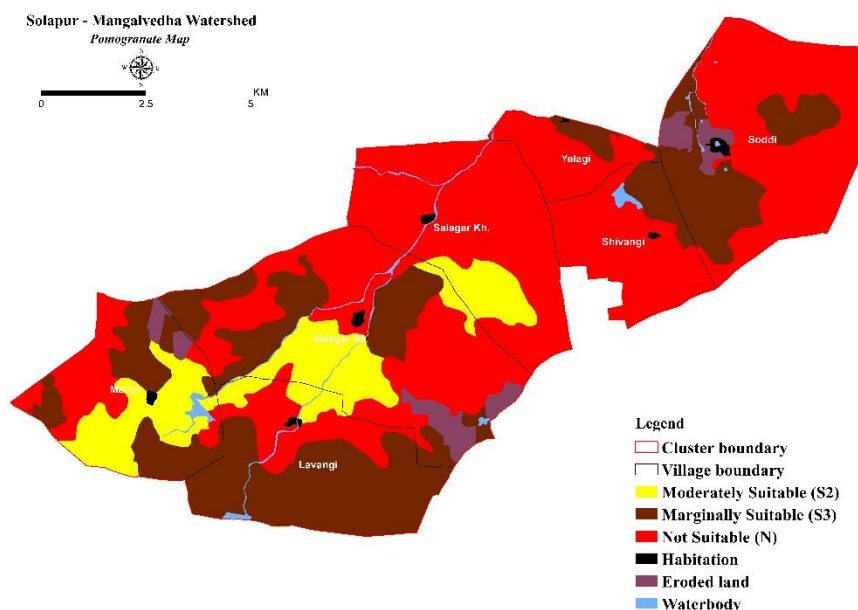 Solapur - Mangalvedha Watershed
Pomogranate Map
N
W E
S
0 2.5 5 KM
Soddi
Yelagi
Shivangi
Salagar Kh.
Lavangi
Legend
Cluster boundary
Village boundary
Moderately Suitable (S2)
Marginally Suitable (S3)
Not Suitable (N)
Habitation
Eroded land
Waterbody